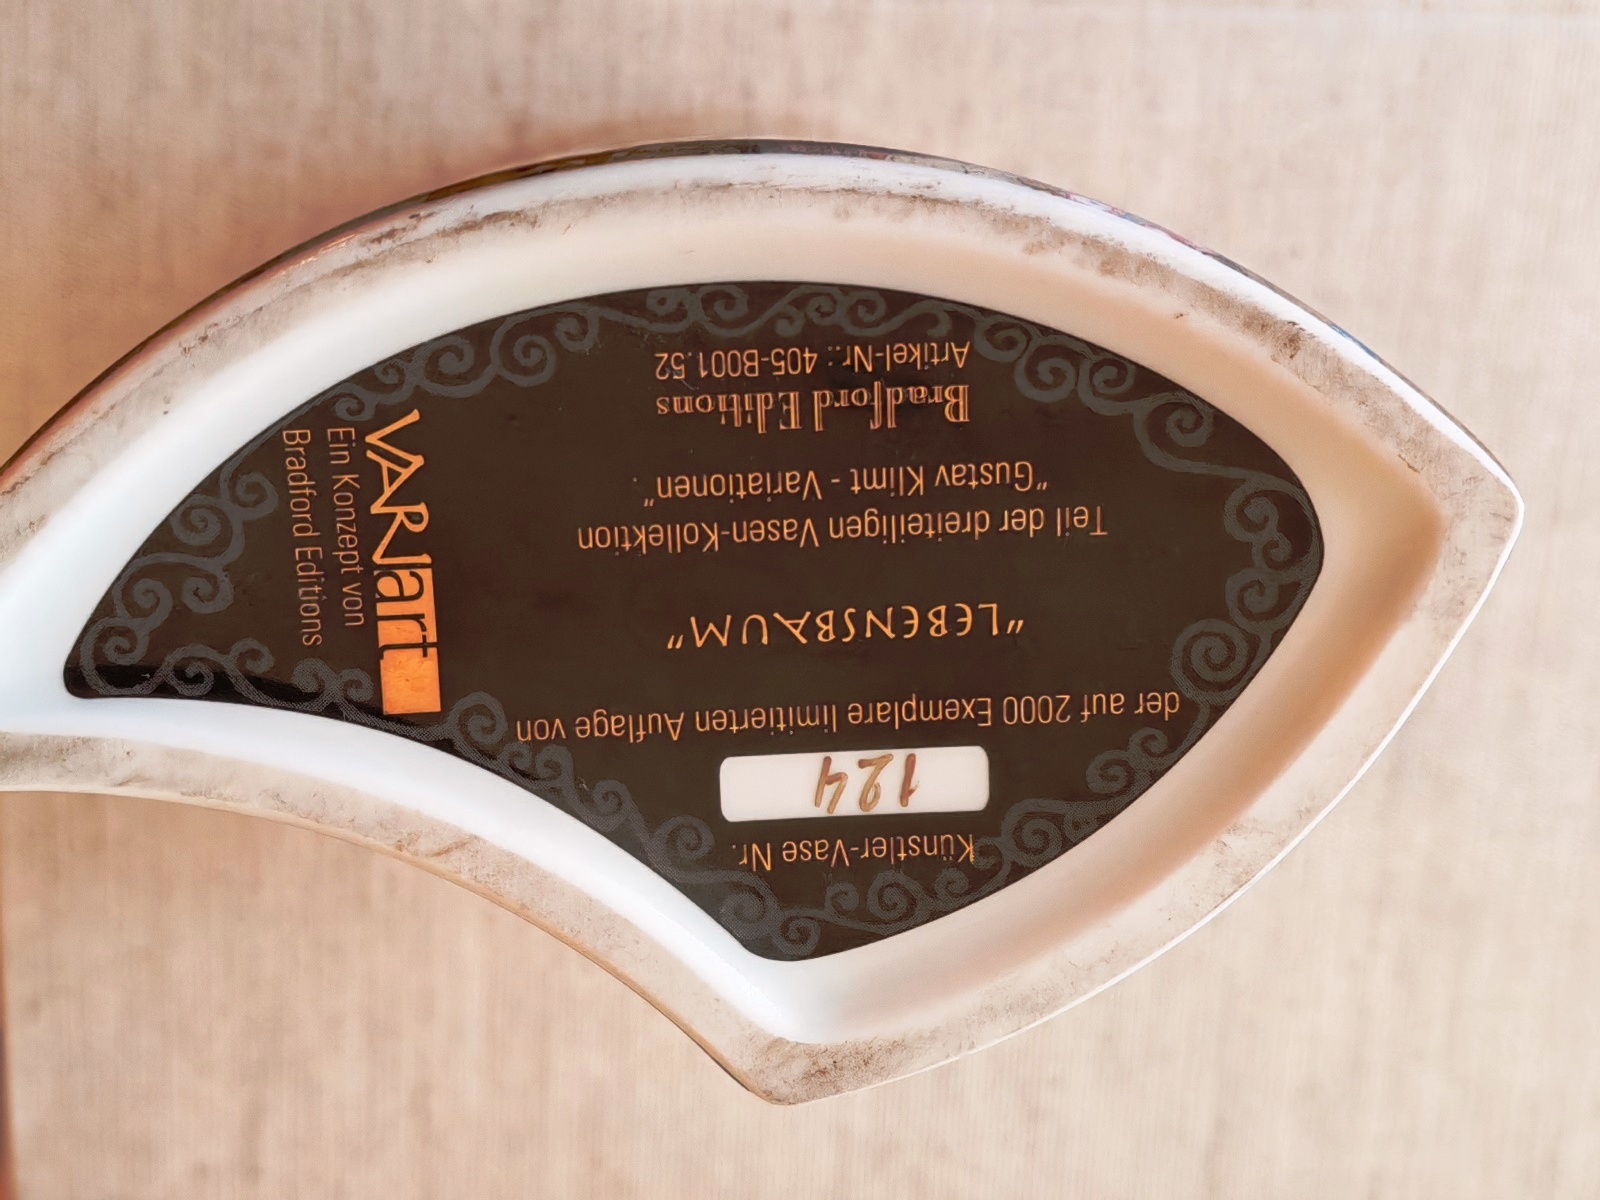 Künstler-Vase Nr.
124
der auf 2000 Exemplare limitierten Auflage von
"LEBENSBAUM"
Teil der dreiteiligen Vasen-Kollektion
"Gustav Klimt - Variationen".
Bradford Editions
Artikel-Nr.: 405-B001.52
VARIart
Ein Konzept von
Bradford Editions